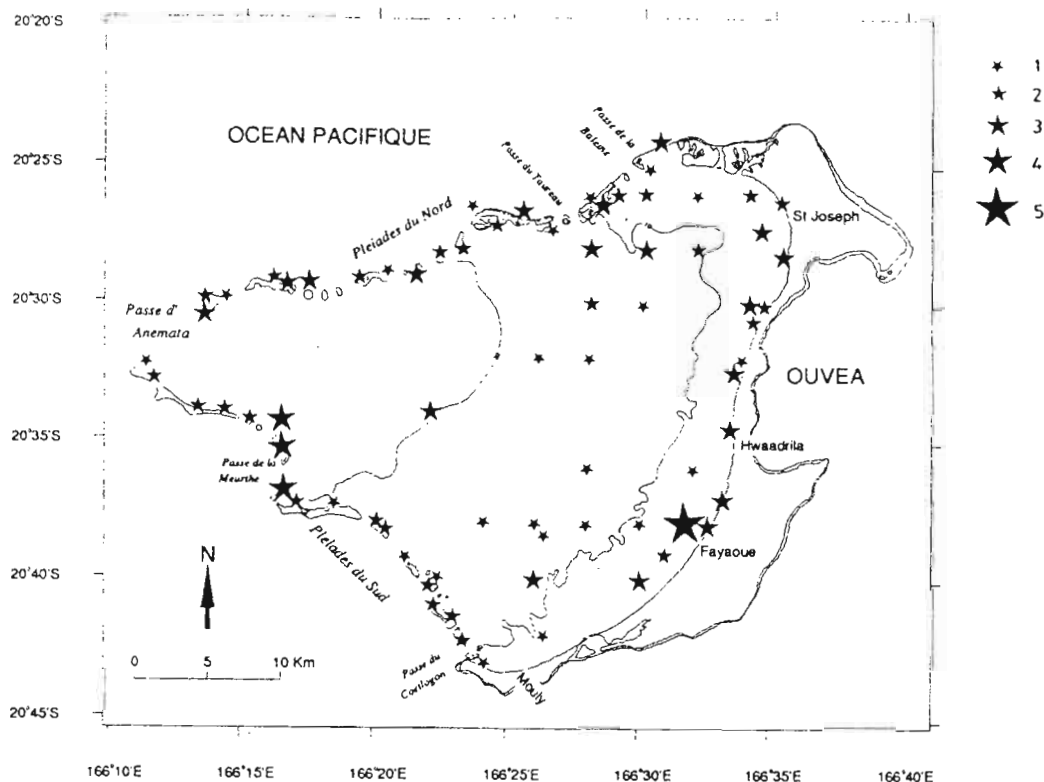 20°20'S
OCEAN PACIFIQUE
Passe de la
Baleine
Passe du Taureau
1
2
3
4
5
20°25'S
Pleiades du Nord
St Joseph
20°30'S
Passe d'
Anemata
OUVEA
20°35'S
Passe de la
Meurthe
Hwaadrila
Pleiades du Sud
Fayaoue
20°40'S
N
0 5 10 Km
Passe du
Coetlogon
Mouly
20°45'S
166°10'E 166°15'E 166°20'E 166°25'E 166°30'E 166°35'E 166°40'E